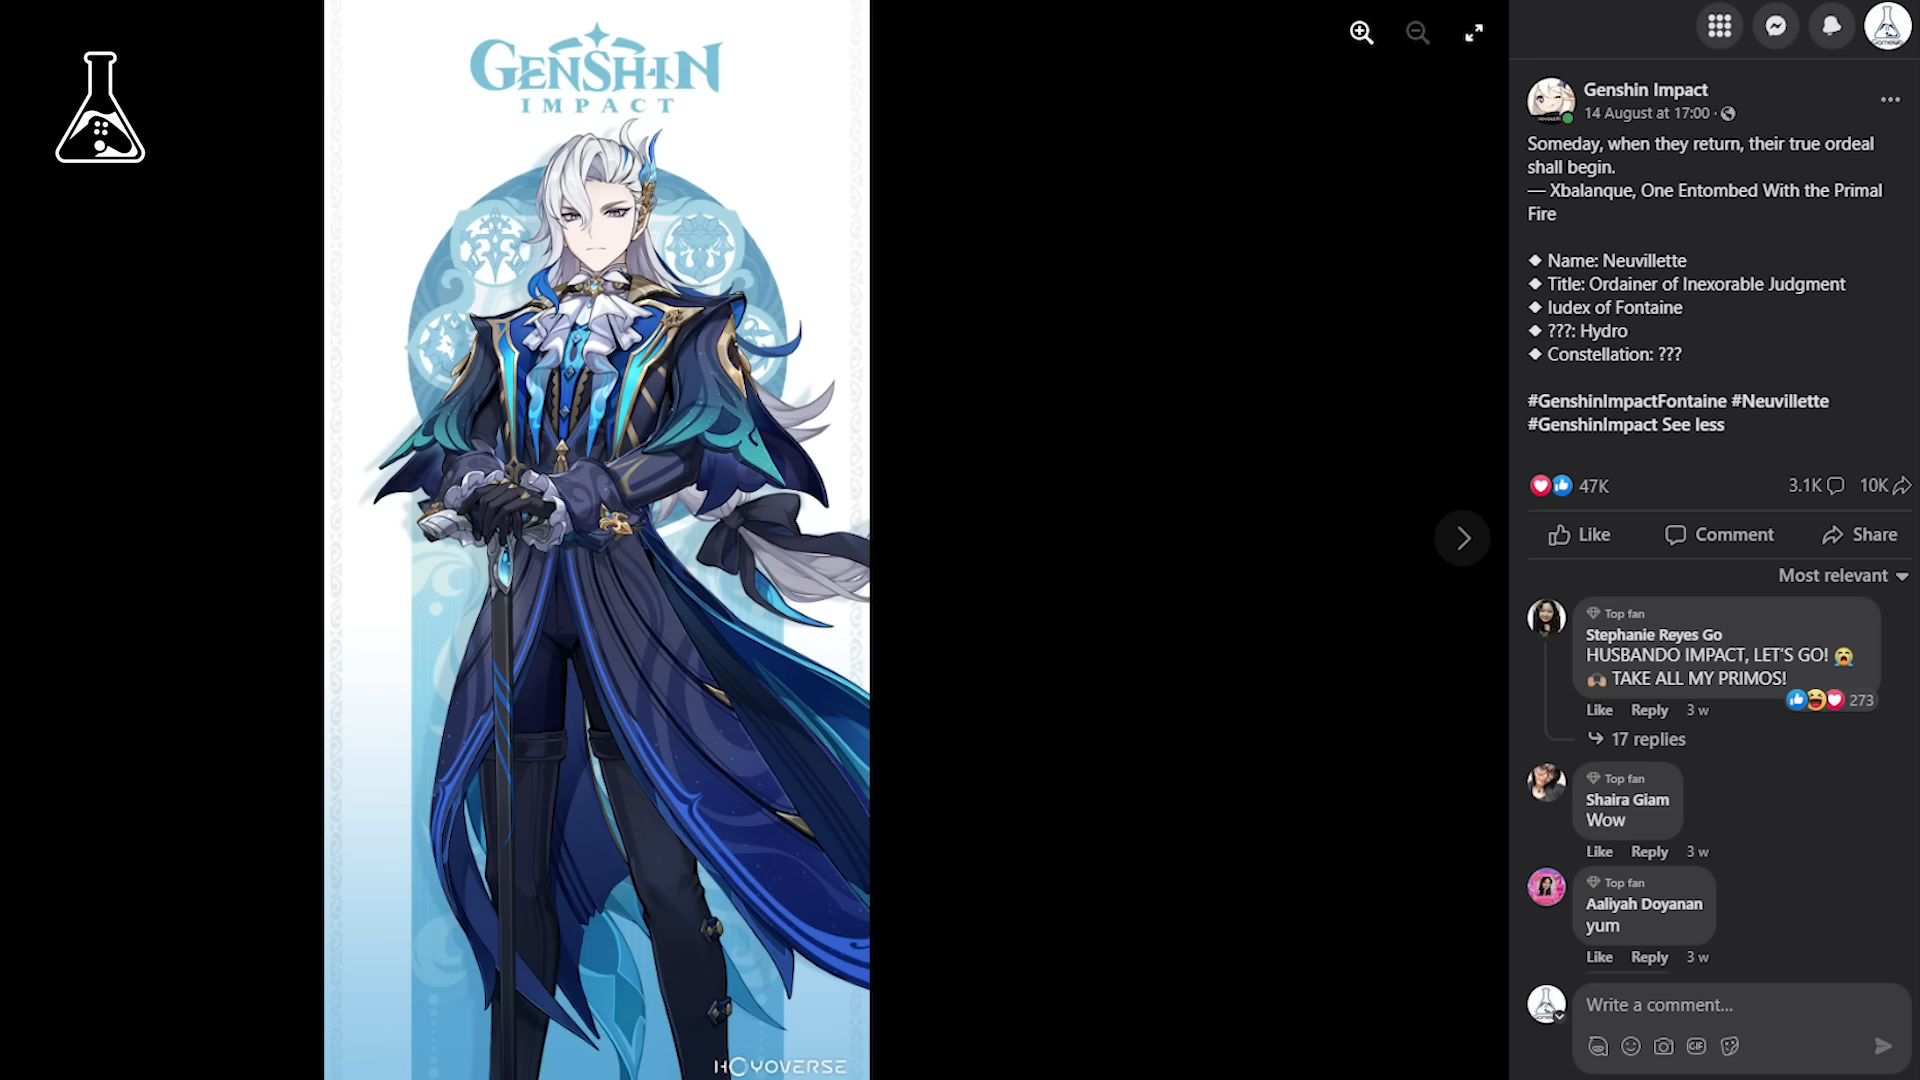 GENSHIN
IMPACT
HOYOVERSE
Genshin Impact
14 August at 17:00 ·
Someday, when they return, their true ordeal
shall begin.
— Xbalanque, One Entombed With the Primal
Fire
◆ Name: Neuvillette
◆ Title: Ordainer of Inexorable Judgment
◆ Iudex of Fontaine
◆ ???: Hydro
◆ Constellation: ???
#GenshinImpactFontaine #Neuvillette
#GenshinImpact See less
47K 3.1K 10K
Like Comment Share
Most relevant
Top fan
Stephanie Reyes Go
HUSBANDO IMPACT, LET'S GO! 😭
🙌🏽 TAKE ALL MY PRIMOS!
273
Like Reply 3 w
17 replies
Top fan
Shaira Giam
Wow
Like Reply 3 w
Top fan
Aaliyah Doyanan
yum
Like Reply 3 w
Write a comment...
GIF